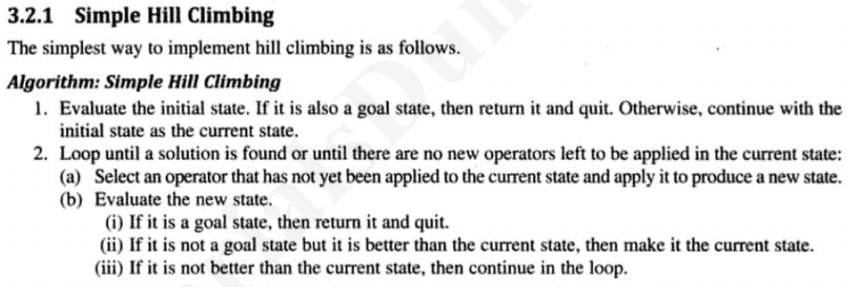 3.2.1 Simple Hill Climbing
The simplest way to implement hill climbing is as follows.
Algorithm: Simple Hill Climbing
1. Evaluate the initial state. If it is also a goal state, then return it and quit. Otherwise, continue with the
initial state as the current state.
2. Loop until a solution is found or until there are no new operators left to be applied in the current state:
(a) Select an operator that has not yet been applied to the current state and apply it to produce a new state.
(b) Evaluate the new state.
(i) If it is a goal state, then return it and quit.
(ii) If it is not a goal state but it is better than the current state, then make it the current state.
(iii) If it is not better than the current state, then continue in the loop.